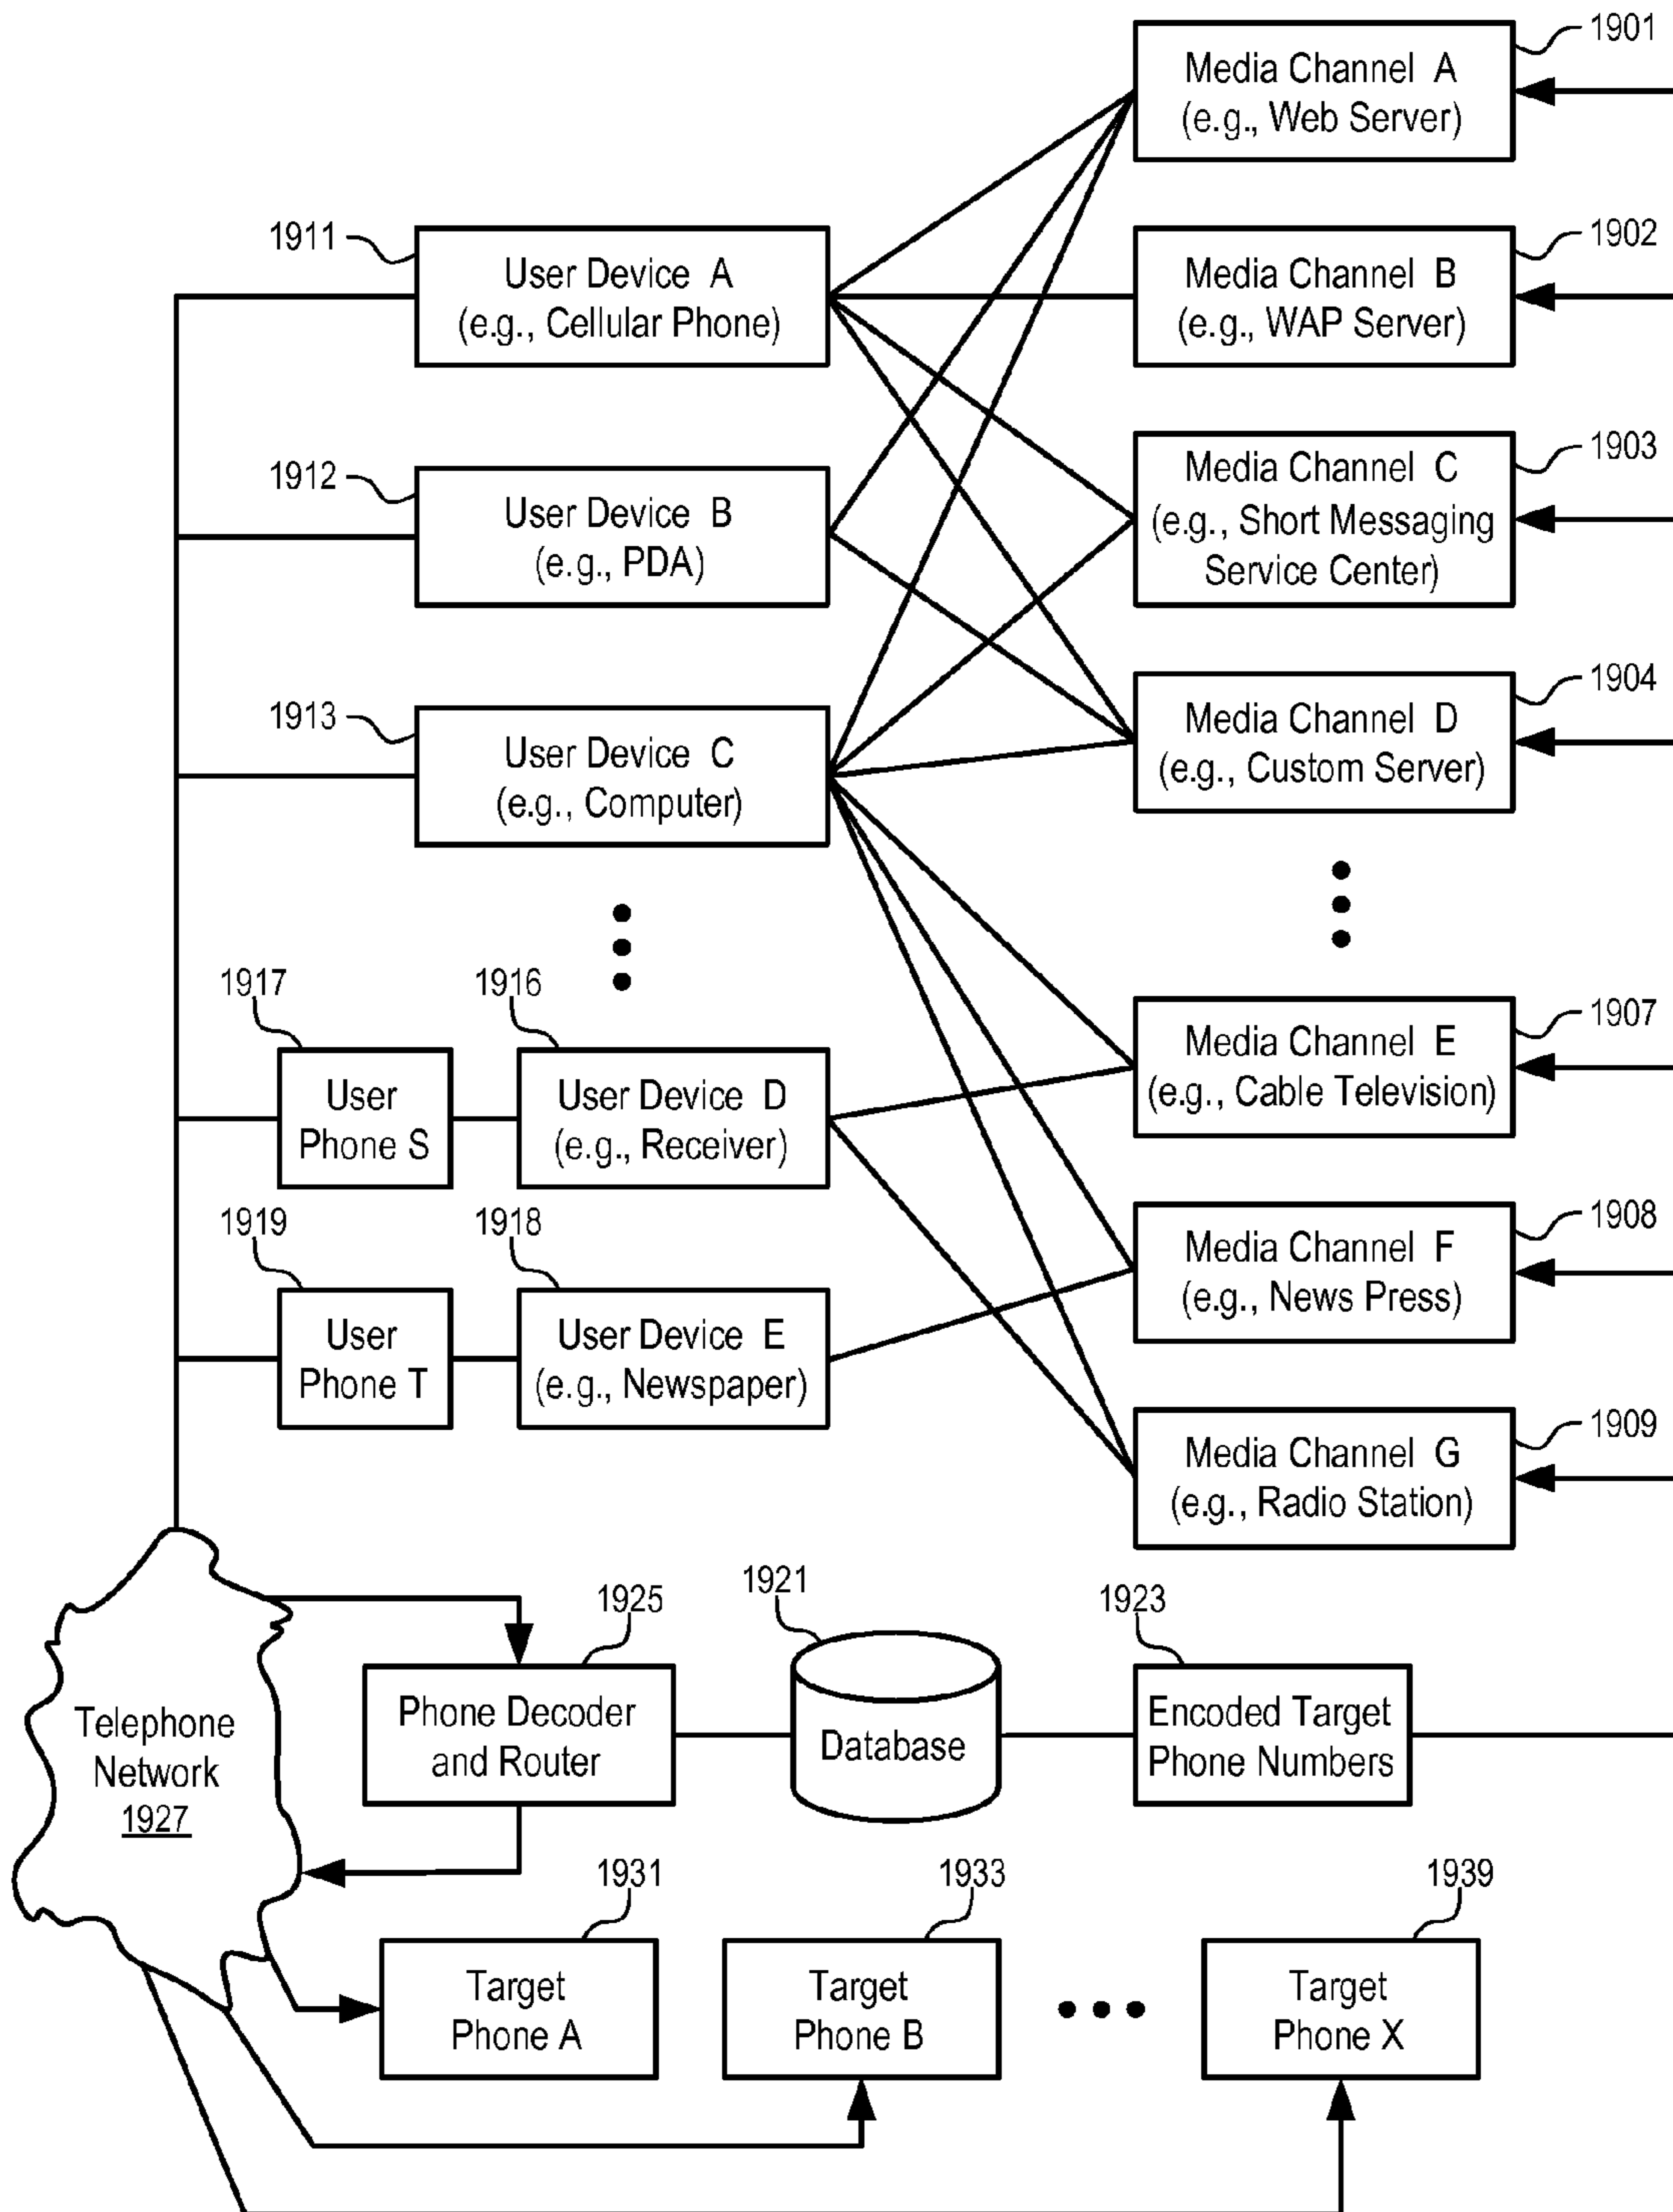 1901
Media Channel A
(e.g., Web Server)
1911
User Device A
(e.g., Cellular Phone)
1902
Media Channel B
(e.g., WAP Server)
1903
Media Channel C
(e.g., Short Messaging
Service Center)
1912
User Device B
(e.g., PDA)
1904
Media Channel D
(e.g., Custom Server)
1913
User Device C
(e.g., Computer)
1917
User
Phone S
1916
User Device D
(e.g., Receiver)
1907
Media Channel E
(e.g., Cable Television)
1919
User
Phone T
1918
User Device E
(e.g., Newspaper)
1908
Media Channel F
(e.g., News Press)
1909
Media Channel G
(e.g., Radio Station)
Telephone
Network
1927
1925
Phone Decoder
and Router
1921
Database
1923
Encoded Target
Phone Numbers
1931
Target
Phone A
1933
Target
Phone B
1939
Target
Phone X